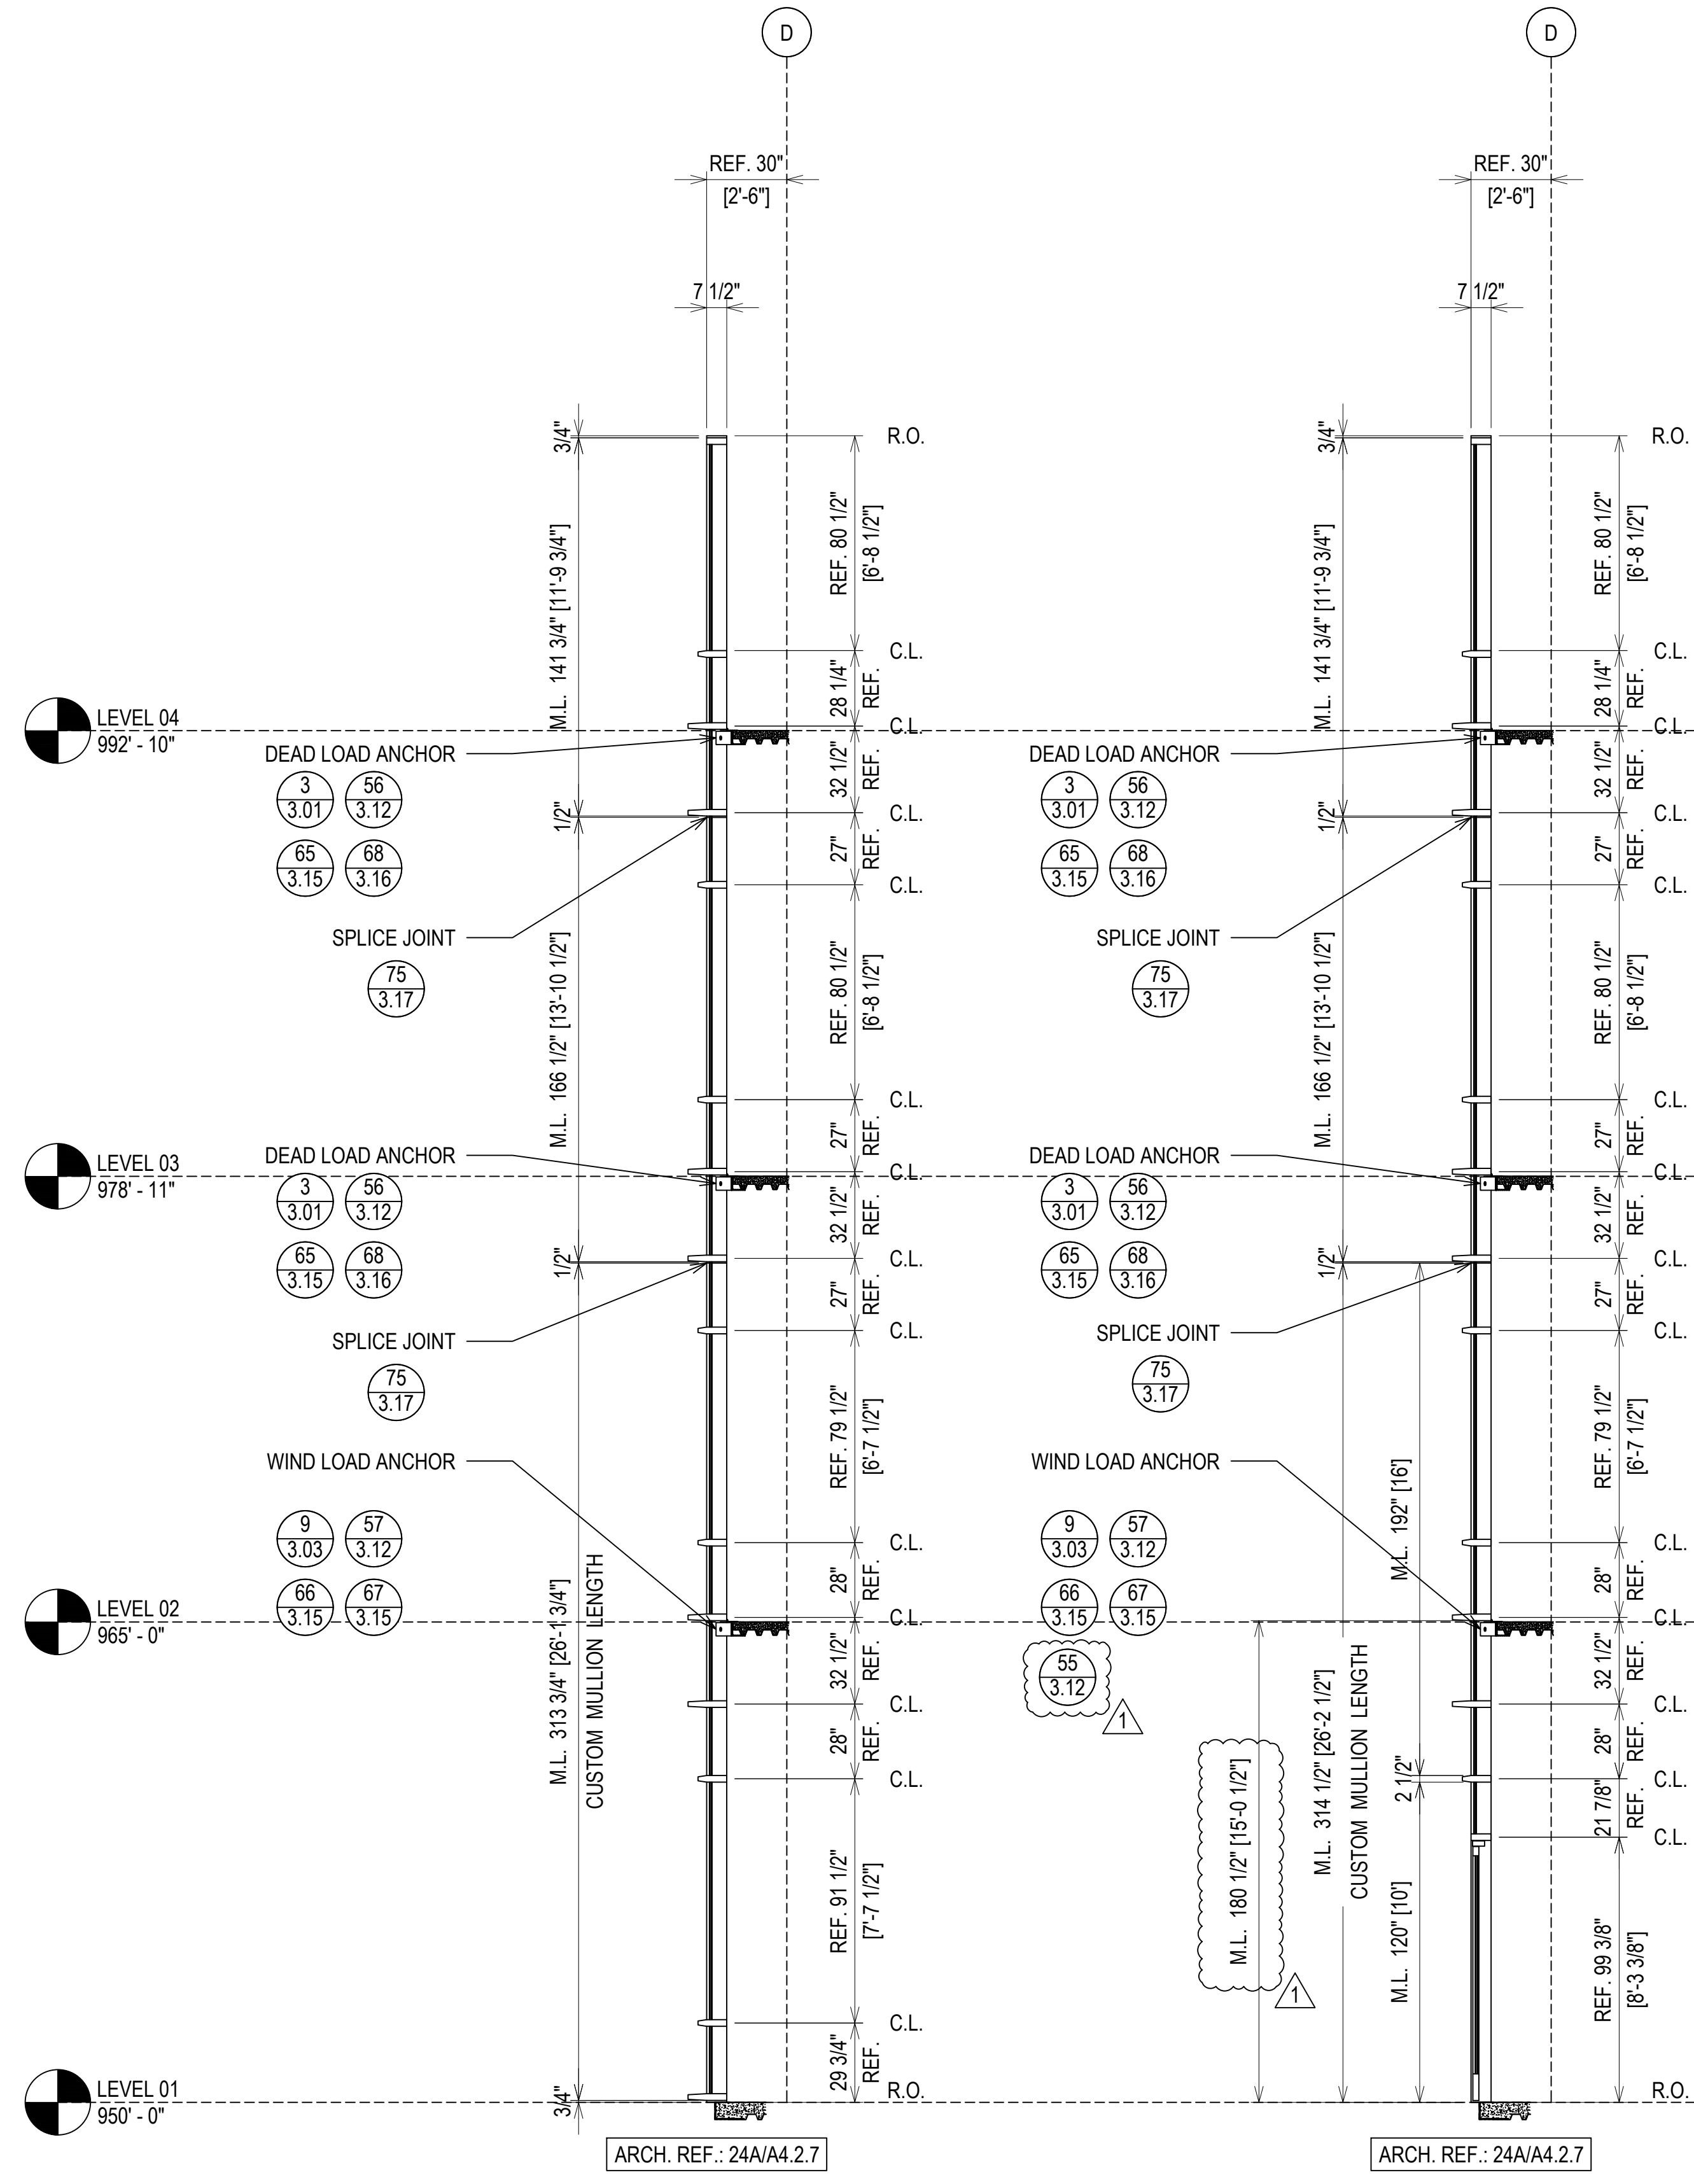 D
D
REF. 30"
[2'-6"]
REF. 30"
[2'-6"]
7 1/2"
7 1/2"
LEVEL 04
992' - 10"
LEVEL 03
978' - 11"
LEVEL 02
965' - 0"
LEVEL 01
950' - 0"
DEAD LOAD ANCHOR
3
3.01
56
3.12
65
3.15
68
3.16
SPLICE JOINT
75
3.17
DEAD LOAD ANCHOR
3
3.01
56
3.12
65
3.15
68
3.16
SPLICE JOINT
75
3.17
WIND LOAD ANCHOR
9
3.03
57
3.12
66
3.15
67
3.15
3/4"
M.L. 141 3/4" [11'-9 3/4"]
1/2"
M.L. 166 1/2" [13'-10 1/2"]
1/2"
M.L. 313 3/4" [26'-1 3/4"]
CUSTOM MULLION LENGTH
3/4"
R.O.
REF. 80 1/2"
[6'-8 1/2"]
C.L.
28 1/4"
REF.
C.L.
32 1/2"
REF.
C.L.
27"
REF.
C.L.
REF. 80 1/2"
[6'-8 1/2"]
C.L.
27"
REF.
C.L.
32 1/2"
REF.
C.L.
27"
REF.
C.L.
REF. 79 1/2"
[6'-7 1/2"]
C.L.
28"
REF.
C.L.
32 1/2"
REF.
C.L.
28"
REF.
C.L.
REF. 91 1/2"
[7'-7 1/2"]
C.L.
29 3/4"
REF.
R.O.
ARCH. REF.: 24A/A4.2.7
DEAD LOAD ANCHOR
3
3.01
56
3.12
65
3.15
68
3.16
SPLICE JOINT
75
3.17
DEAD LOAD ANCHOR
3
3.01
56
3.12
65
3.15
68
3.16
SPLICE JOINT
75
3.17
WIND LOAD ANCHOR
9
3.03
57
3.12
66
3.15
67
3.15
55
3.12
1
M.L. 180 1/2" [15'-0 1/2"]
1
3/4"
M.L. 141 3/4" [11'-9 3/4"]
1/2"
M.L. 166 1/2" [13'-10 1/2"]
1/2"
M.L. 314 1/2" [26'-2 1/2"]
CUSTOM MULLION LENGTH
M.L. 192" [16']
2 1/2"
M.L. 120" [10']
R.O.
REF. 80 1/2"
[6'-8 1/2"]
C.L.
28 1/4"
REF.
C.L.
32 1/2"
REF.
C.L.
27"
REF.
C.L.
REF. 80 1/2"
[6'-8 1/2"]
C.L.
27"
REF.
C.L.
32 1/2"
REF.
C.L.
27"
REF.
C.L.
REF. 79 1/2"
[6'-7 1/2"]
C.L.
28"
REF.
C.L.
32 1/2"
REF.
C.L.
28"
REF.
C.L.
21 7/8"
REF.
C.L.
REF. 99 3/8"
[8'-3 3/8"]
R.O.
ARCH. REF.: 24A/A4.2.7